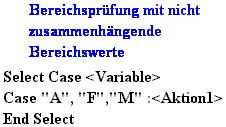 Bereichsprüfung mit nicht
zusammenhängende
Bereichswerte
Select Case <Variable>
Case "A", "F","M" :<Aktion1>
End Select